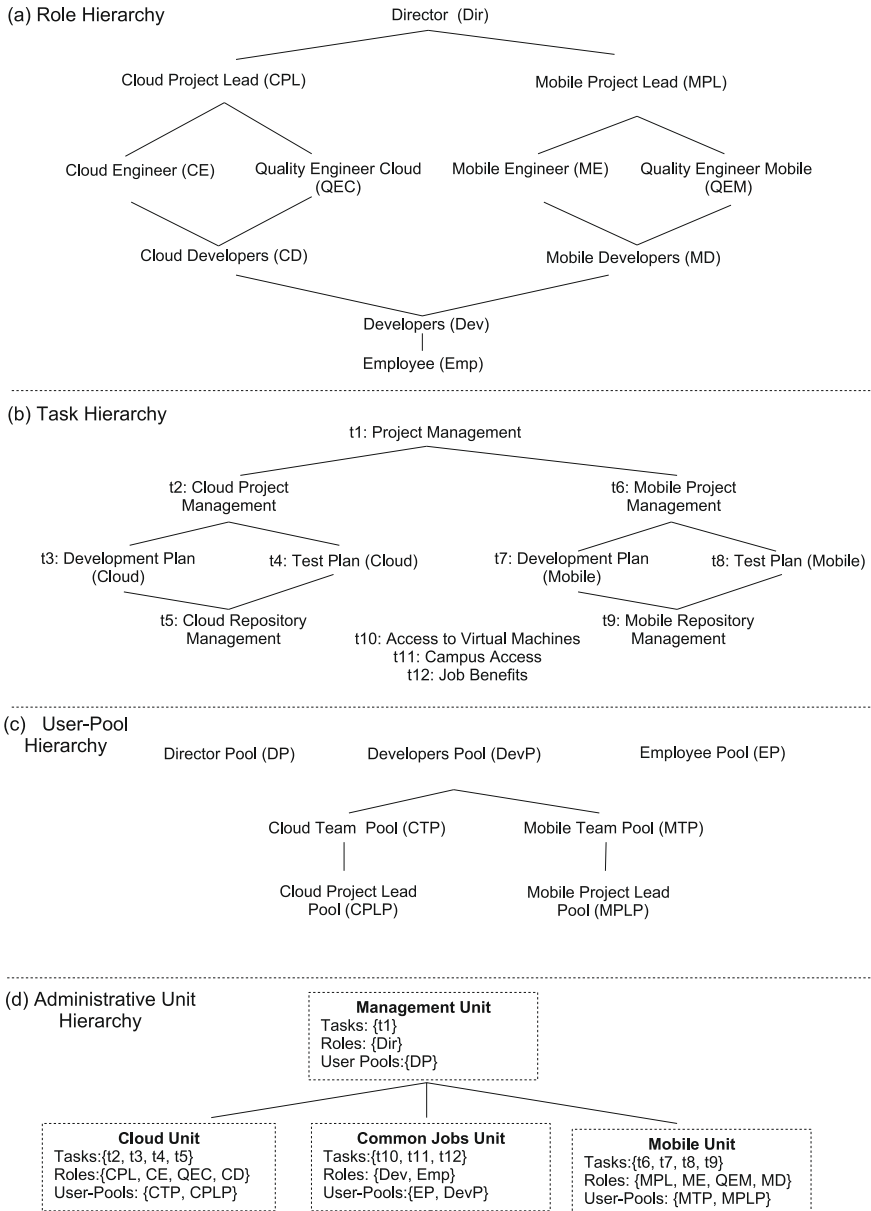 (a) Role Hierarchy
Director (Dir)
Cloud Project Lead (CPL)
Mobile Project Lead (MPL)
Cloud Engineer (CE)
Quality Engineer Cloud
(QEC)
Mobile Engineer (ME)
Quality Engineer Mobile
(QEM)
Cloud Developers (CD)
Mobile Developers (MD)
Developers (Dev)
Employee (Emp)
(b) Task Hierarchy
t1: Project Management
t2: Cloud Project
Management
t6: Mobile Project
Management
t3: Development Plan
(Cloud)
t4: Test Plan (Cloud)
t7: Development Plan
(Mobile)
t8: Test Plan (Mobile)
t5: Cloud Repository
Management
t9: Mobile Repository
Management
t10: Access to Virtual Machines
t11: Campus Access
t12: Job Benefits
(c) User-Pool
Hierarchy
Director Pool (DP)
Developers Pool (DevP)
Employee Pool (EP)
Cloud Team Pool (CTP)
Mobile Team Pool (MTP)
Cloud Project Lead
Pool (CPLP)
Mobile Project Lead
Pool (MPLP)
(d) Administrative Unit
Hierarchy
Management Unit
Tasks: {t1}
Roles: {Dir}
User Pools:{DP}
Cloud Unit
Tasks:{t2, t3, t4, t5}
Roles:{CPL, CE, QEC, CD}
User-Pools: {CTP, CPLP}
Common Jobs Unit
Tasks:{t10, t11, t12}
Roles: {Dev, Emp}
User-Pools:{EP, DevP}
Mobile Unit
Tasks:{t6, t7, t8, t9}
Roles: {MPL, ME, QEM, MD}
User-Pools: {MTP, MPLP}